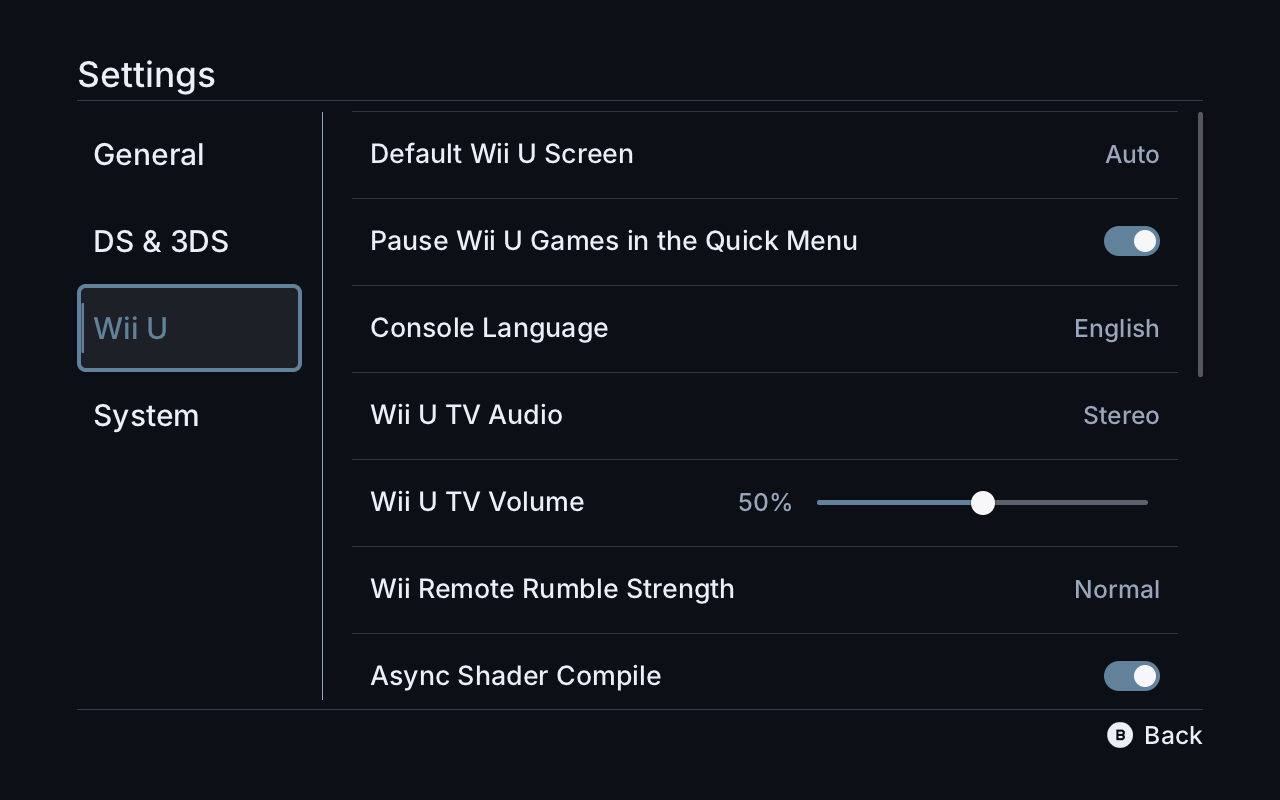 Settings
General
DS & 3DS
Wii U
System
Default Wii U Screen Auto
Pause Wii U Games in the Quick Menu
Console Language English
Wii U TV Audio Stereo
Wii U TV Volume 50%
Wii Remote Rumble Strength Normal
Async Shader Compile
B Back